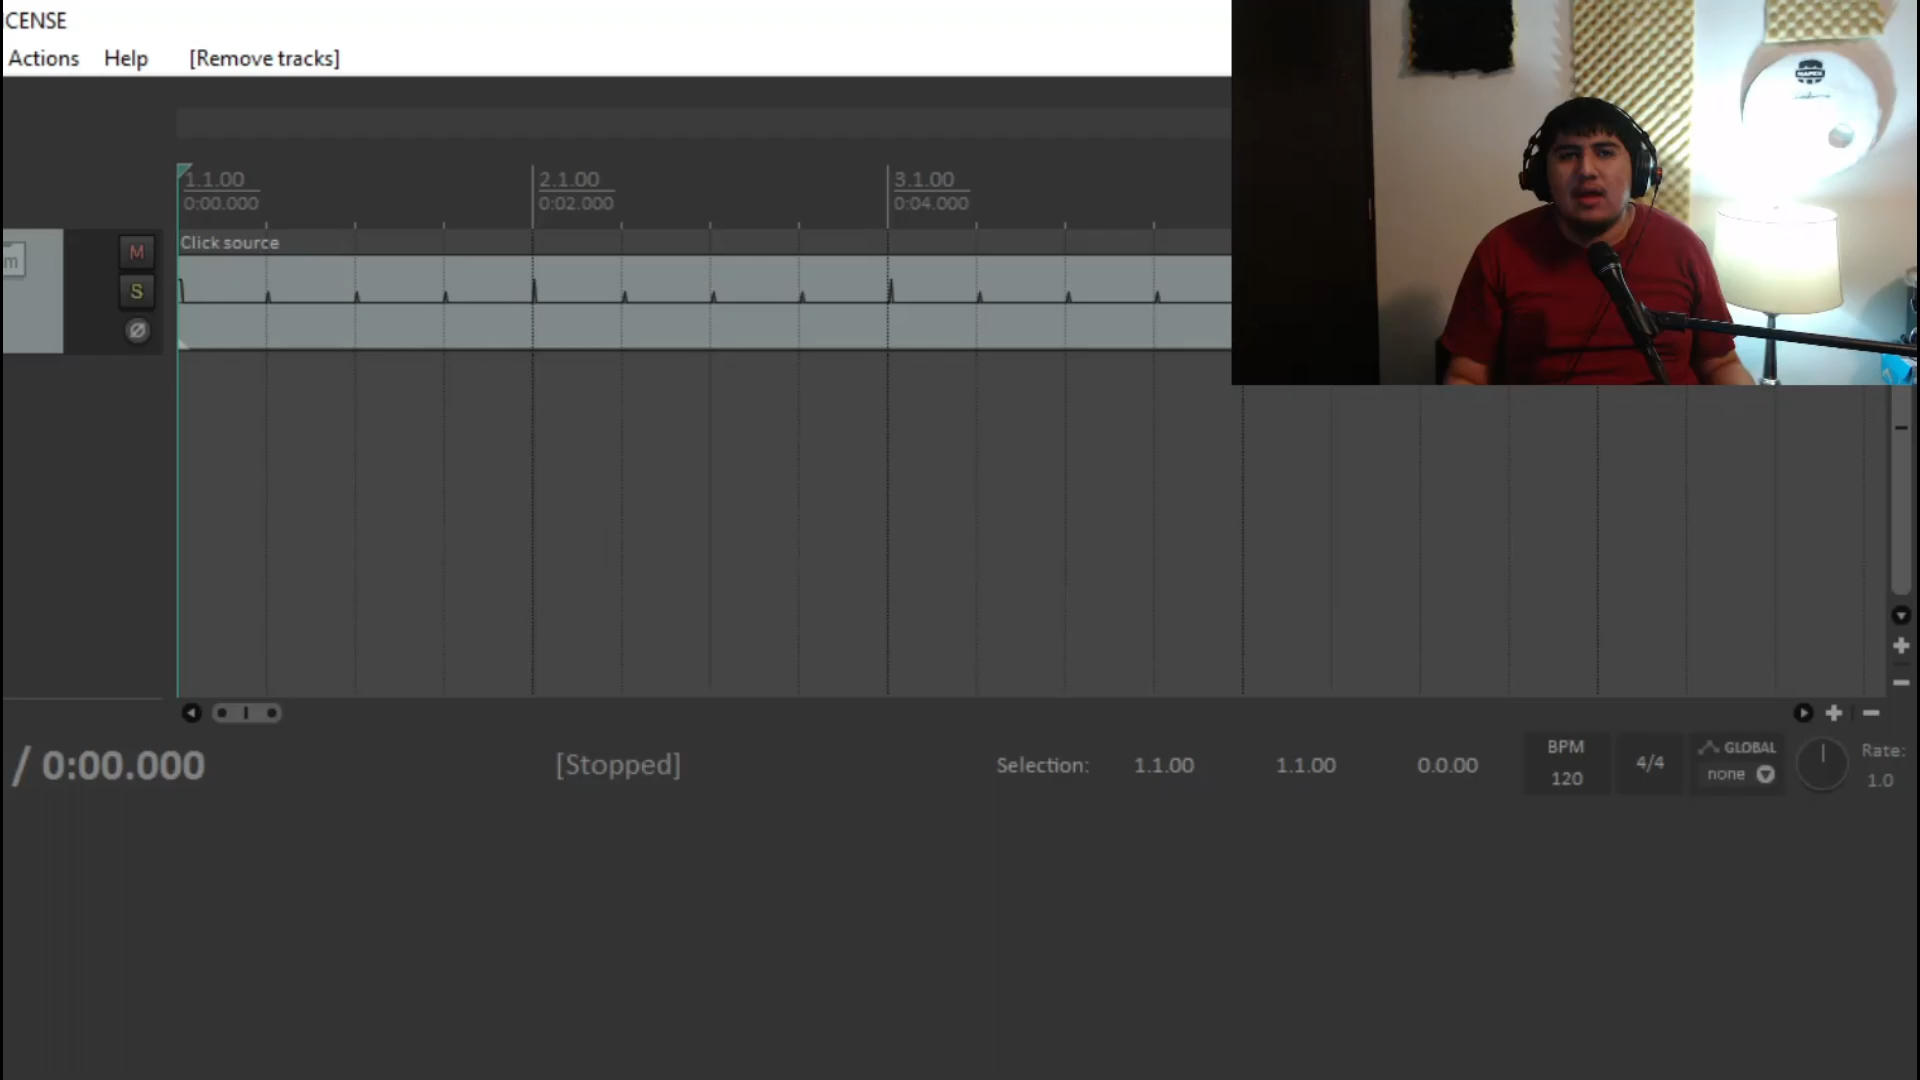 CENSE
Actions Help [Remove tracks]
1.1.00 2.1.00 3.1.00
0:00.000 0:02.000 0:04.000
m M Click source
S
/ 0:00.000 [Stopped] Selection: 1.1.00 1.1.00 0.0.00 BPM 120 4/4 GLOBAL none Rate: 1.0